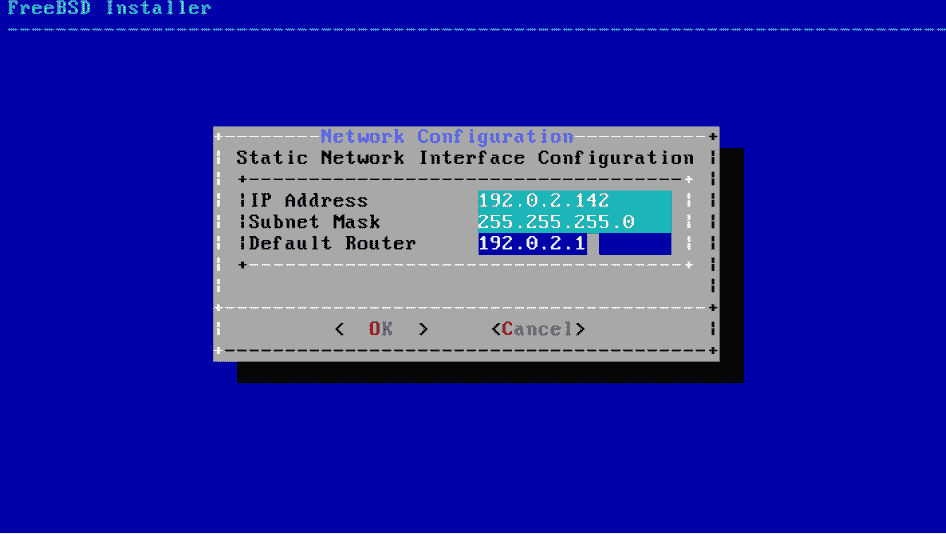 FreeBSD Installer
Network Configuration
Static Network Interface Configuration
IP Address 192.0.2.142
Subnet Mask 255.255.255.0
Default Router 192.0.2.1
< OK > <Cancel>